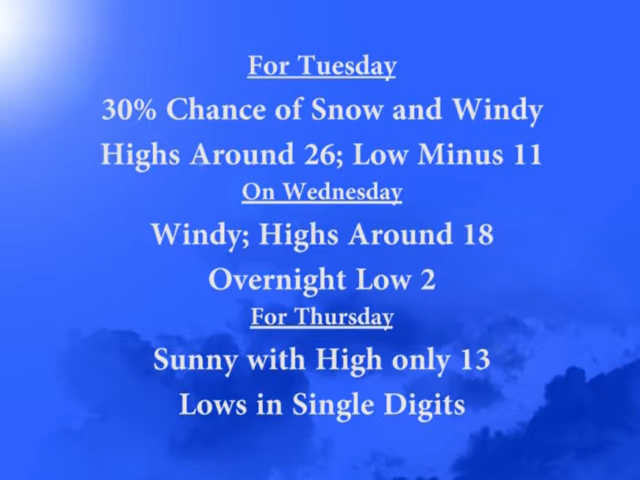 For Tuesday
30% Chance of Snow and Windy
Highs Around 26; Low Minus 11
On Wednesday
Windy; Highs Around 18
Overnight Low 2
For Thursday
Sunny with High only 13
Lows in Single Digits